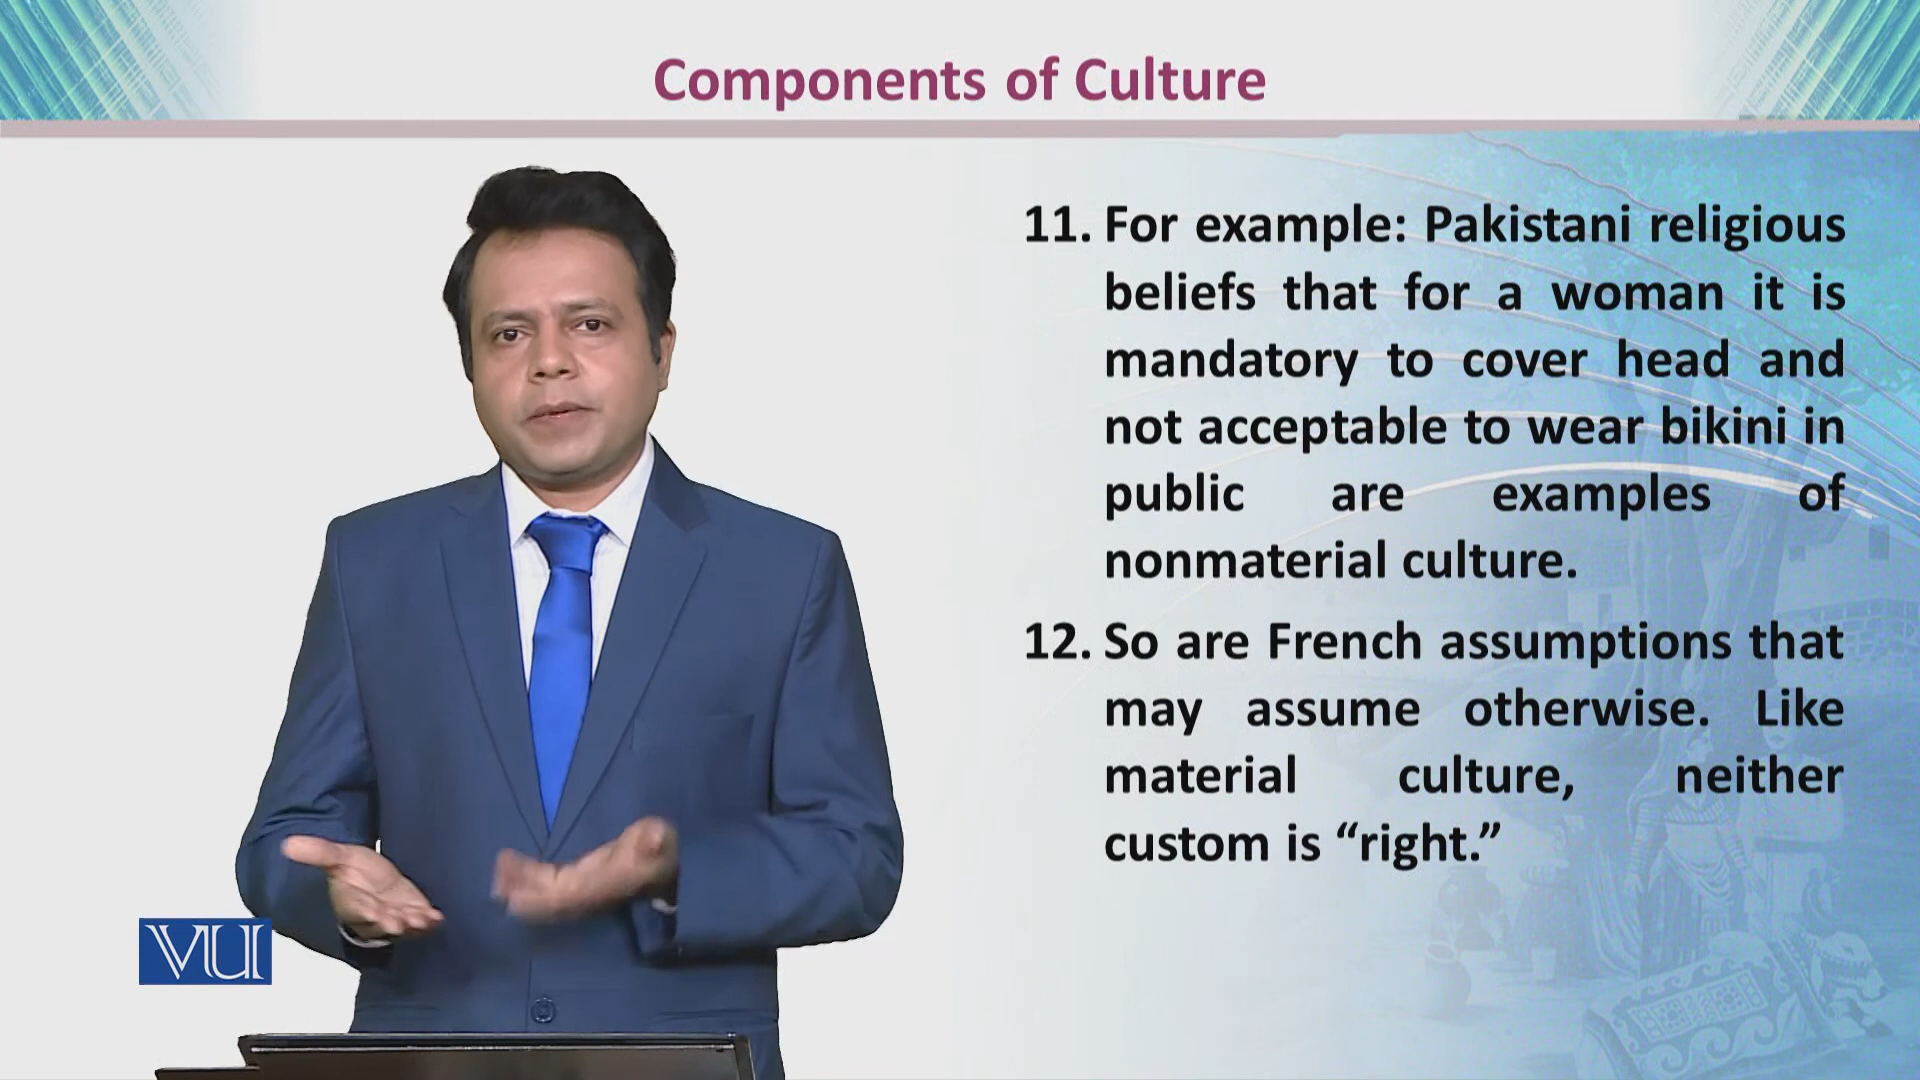 Components of Culture
11. For example: Pakistani religious
beliefs that for a woman it is
mandatory to cover head and
not acceptable to wear bikini in
public are examples of
nonmaterial culture.
12. So are French assumptions that
may assume otherwise. Like
material culture, neither
custom is “right.”
VU